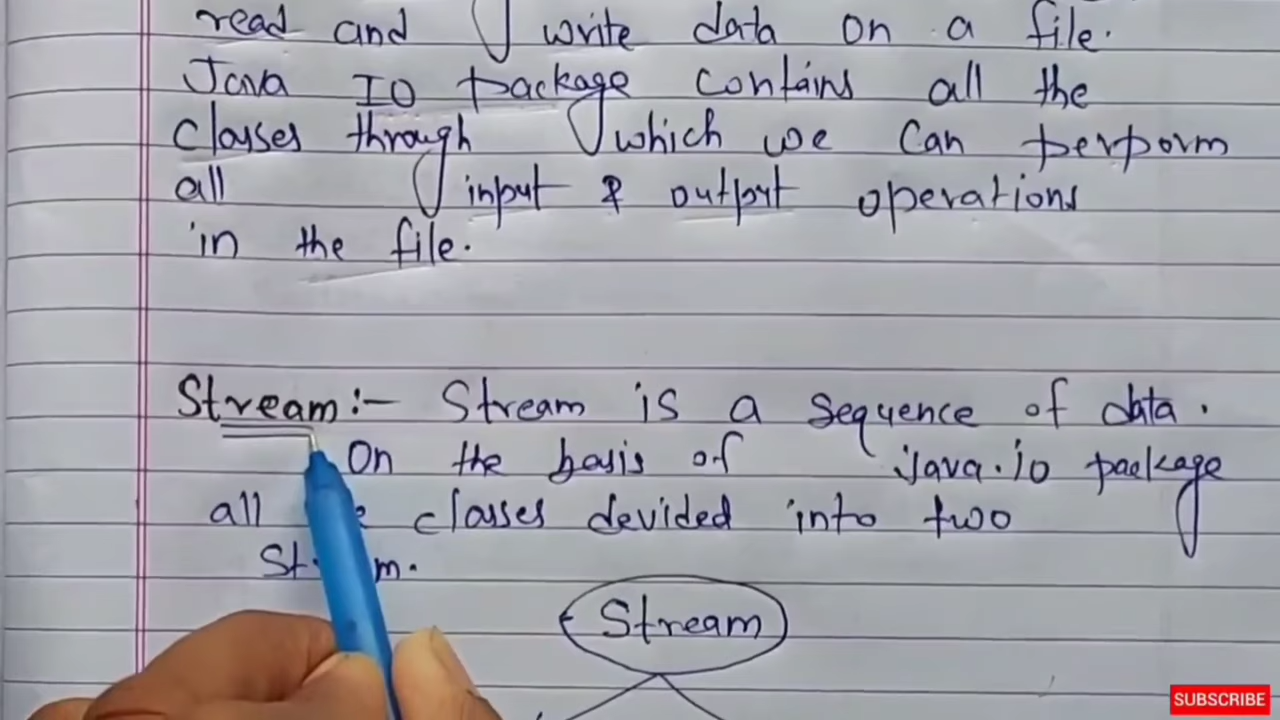 read and write data on a file.
Java IO package contains all the
classes through which we can perform
all input & output operations
in the file.
Stream:- Stream is a sequence of data.
On the basis of java.io package
all classes devided into two
Stream
SUBSCRIBE